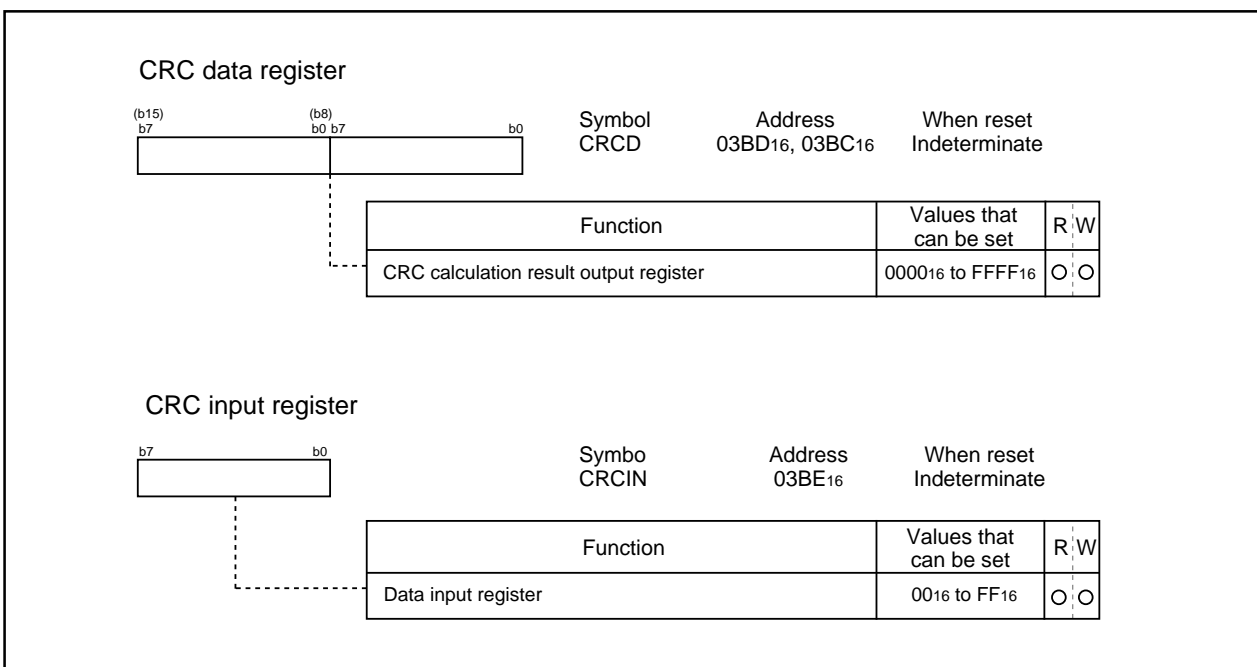 CRC data register
(b15) (b8)
b7 b0 b7 b0
Symbol Address When reset
CRCD 03BD16, 03BC16 Indeterminate
Function Values that can be set R W
CRC calculation result output register 000016 to FFFF16
CRC input register
b7 b0
Symbo Address When reset
CRCIN 03BE16 Indeterminate
Function Values that can be set R W
Data input register 0016 to FF16